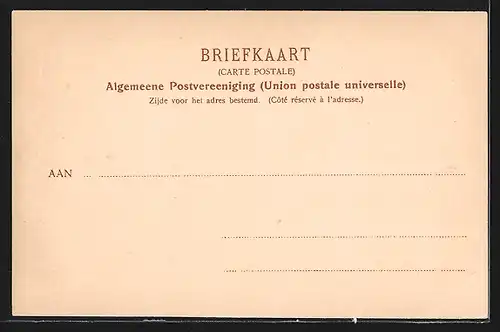 BRIEFKAART
(CARTE POSTALE)
Algemeene Postvereeniging (Union postale universelle)
Zijde voor het adres bestemd. (Côté réservé à l'adresse.)
AAN